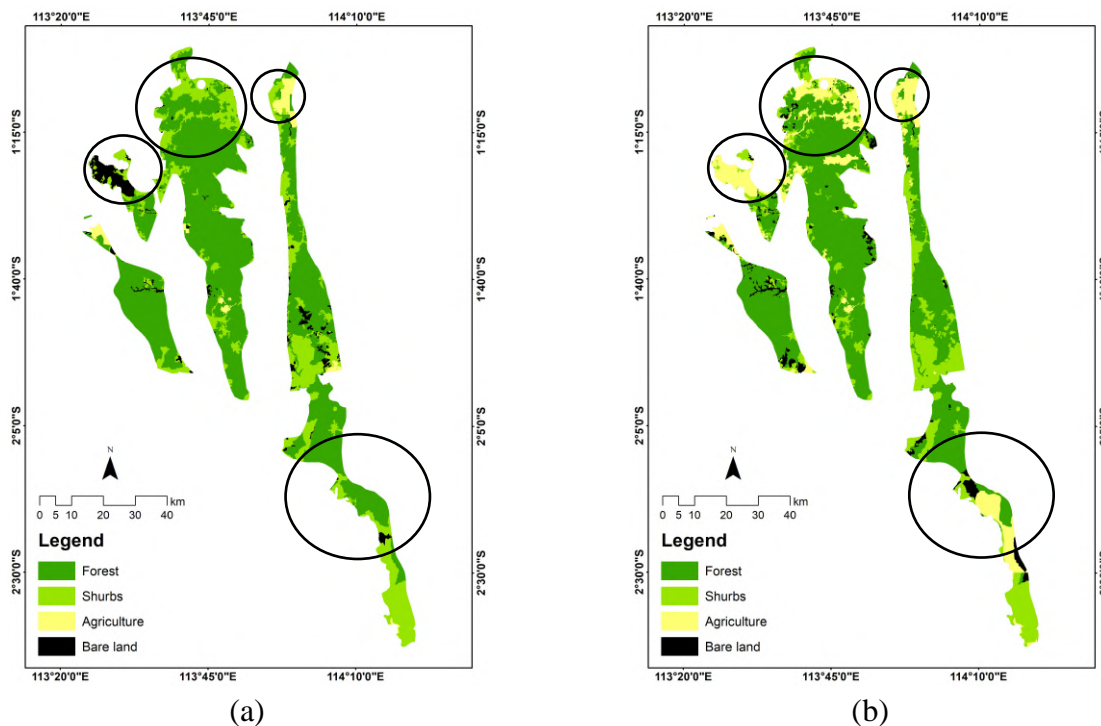 113°20'0"E 113°45'0"E 114°10'0"E
1°15'0"S
1°40'0"S
2°5'0"S
2°30'0"S
N
0 5 10 20 30 40 km
Legend
Forest
Shurbs
Agriculture
Bare land
113°20'0"E 113°45'0"E 114°10'0"E
(a)
113°20'0"E 113°45'0"E 114°10'0"E
1°15'0"S
1°40'0"S
2°5'0"S
2°30'0"S
N
0 5 10 20 30 40 km
Legend
Forest
Shurbs
Agriculture
Bare land
113°20'0"E 113°45'0"E 114°10'0"E
(b)